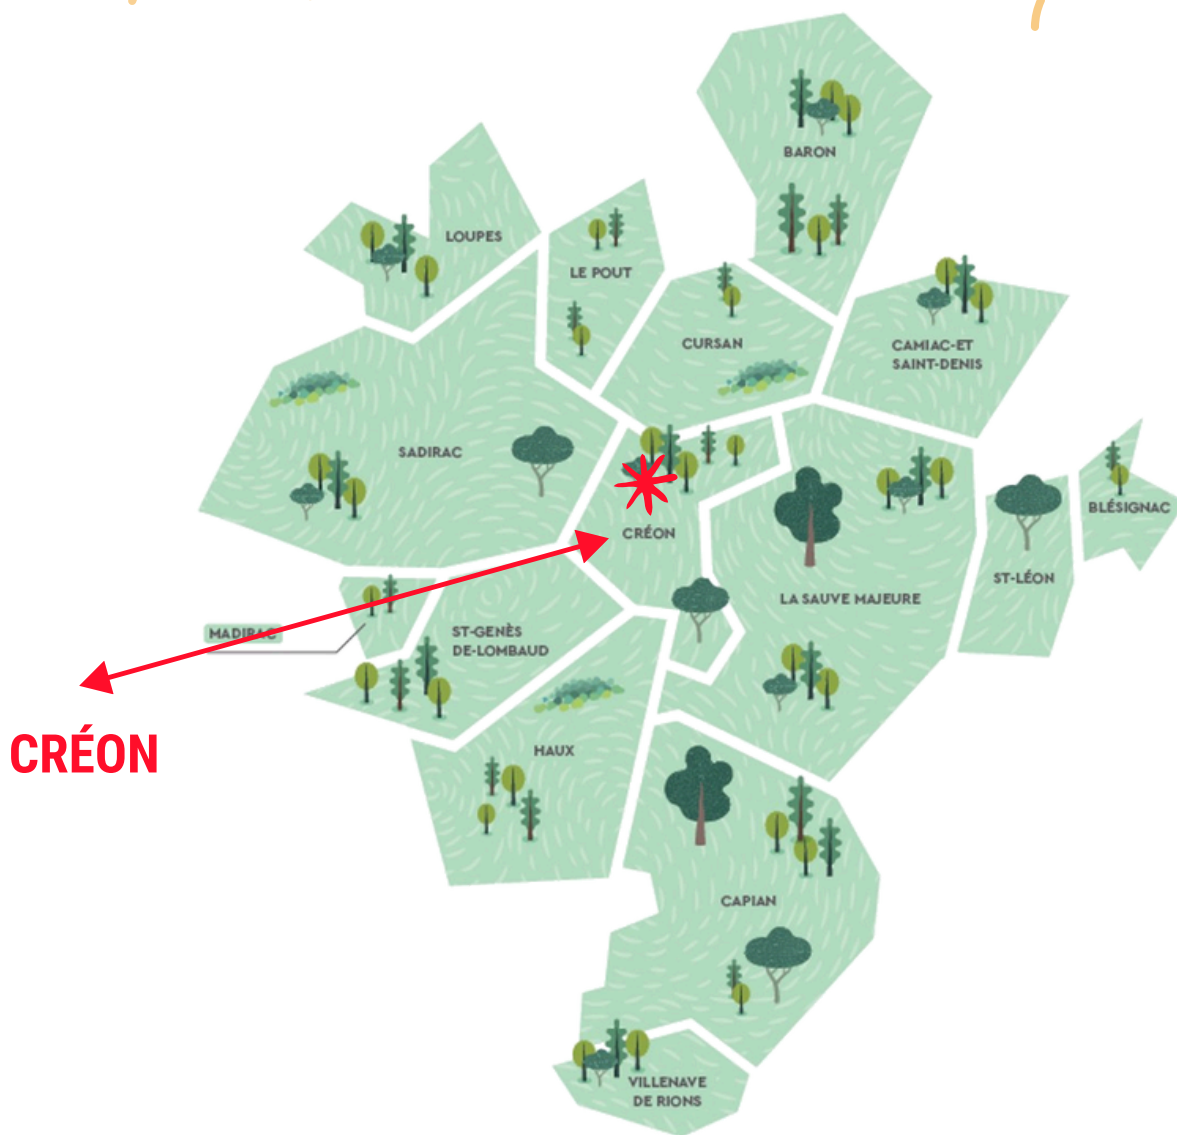 BARON
LOUPES
LE POUT
CURSAN
CAMIAC-ET
SAINT-DENIS
SADIRAC
BLÉSIGNAC
CRÉON
ST-LÉON
LA SAUVE MAJEURE
MADIRAC
ST-GENÈS
DE-LOMBAUD
HAUX
CRÉON
CAPIAN
VILLENAVE
DE RIONS